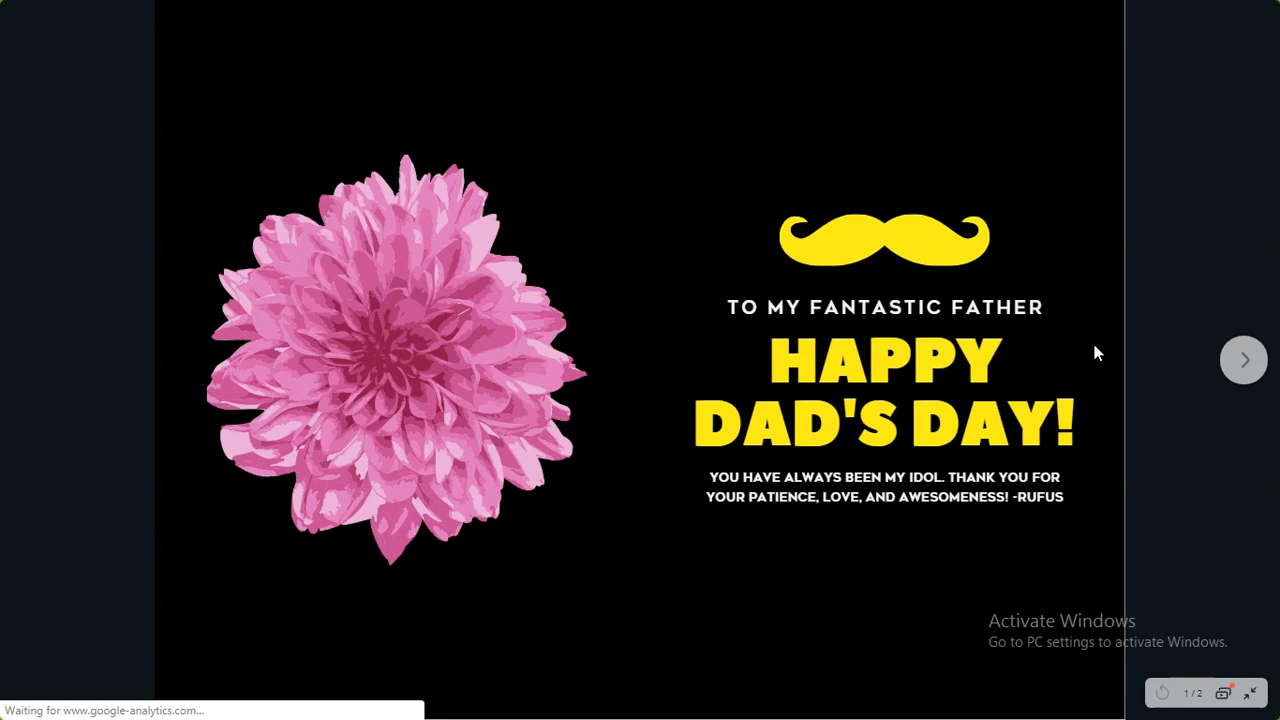 TO MY FANTASTIC FATHER
HAPPY
DAD'S DAY!
YOU HAVE ALWAYS BEEN MY IDOL. THANK YOU FOR
YOUR PATIENCE, LOVE, AND AWESOMENESS! -RUFUS
Activate Windows
Go to PC settings to activate Windows.
1 / 2
Waiting for www.google-analytics.com...